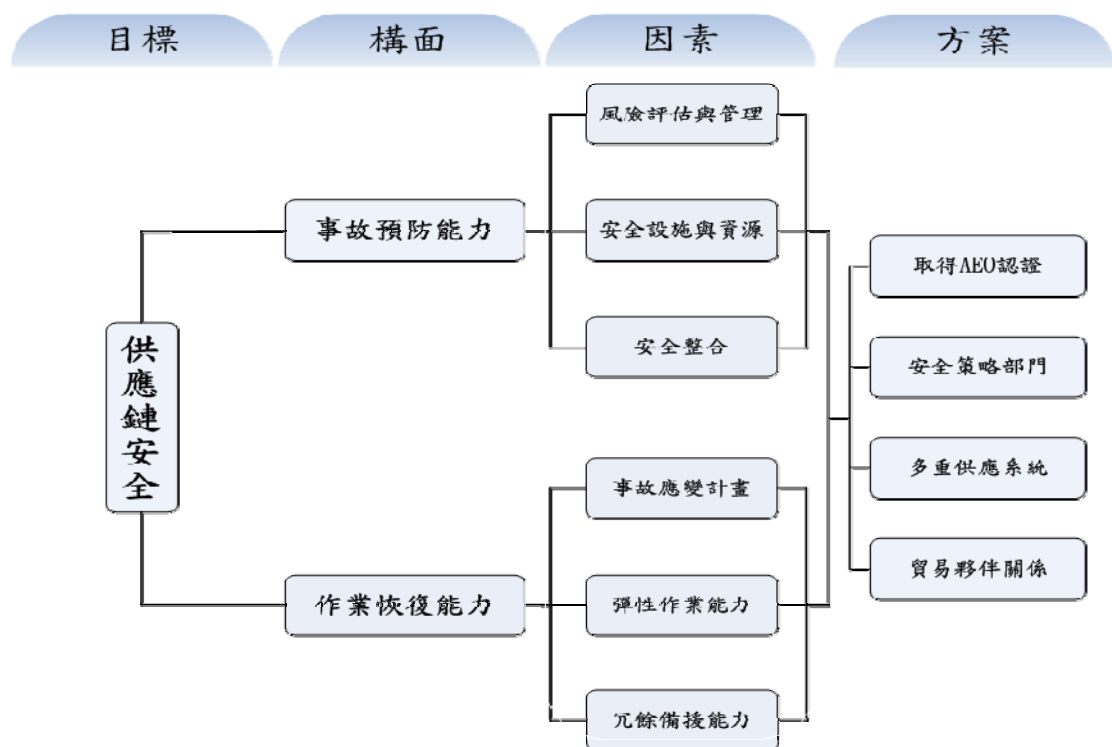 目標
構面
因素
方案
風險評估與管理
事故預防能力
安全設施與資源
取得AEO認證
安全整合
供應鏈安全
安全策略部門
多重供應系統
事故應變計畫
貿易夥伴關係
作業恢復能力
彈性作業能力
冗餘備援能力